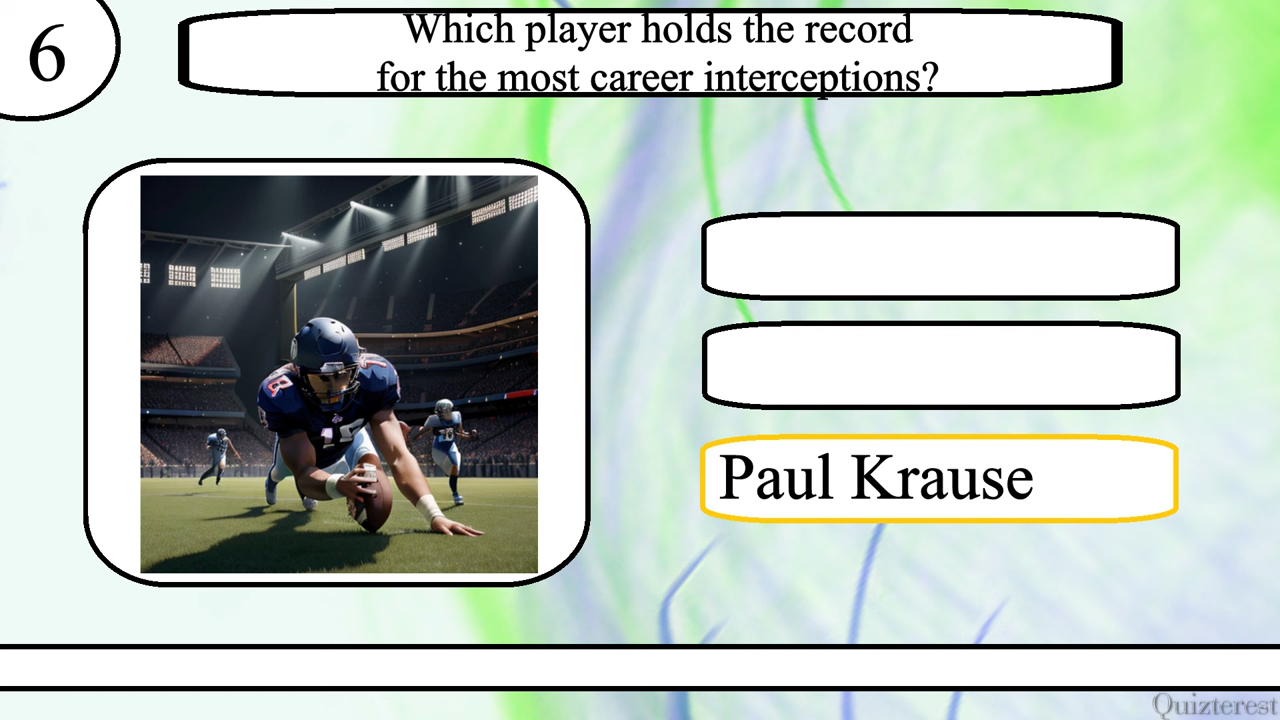 6
Which player holds the record
for the most career interceptions?
Paul Krause
Quizterest